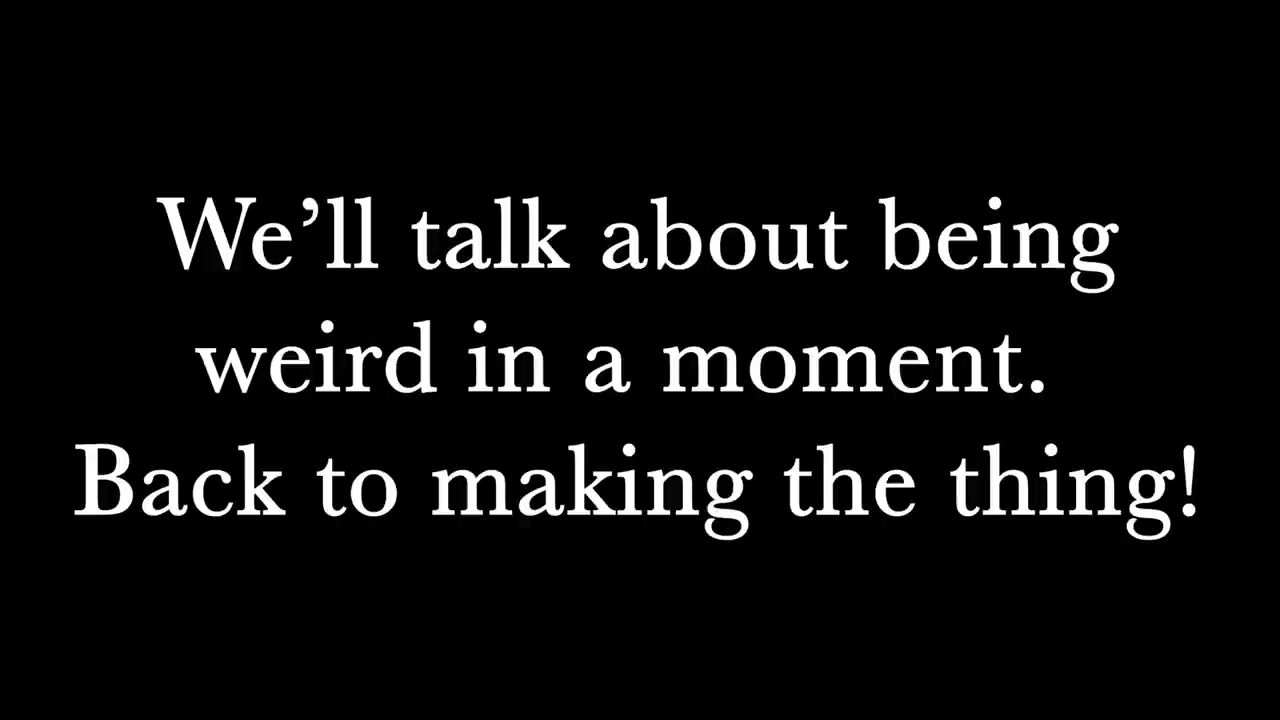 We’ll talk about being
weird in a moment.
Back to making the thing!